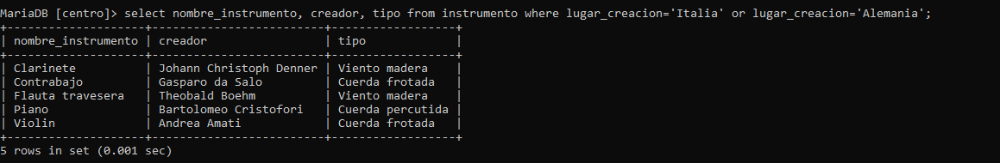 MariaDB [centro]> select nombre_instrumento, creador, tipo from instrumento where lugar_creacion='Italia' or lugar_creacion='Alemania';
+--------------------+-------------------------+------------------+
| nombre_instrumento | creador                 | tipo             |
+--------------------+-------------------------+------------------+
| Clarinete          | Johann Christoph Denner | Viento madera    |
| Contrabajo         | Gasparo da Salo         | Cuerda frotada   |
| Flauta travesera   | Theobald Boehm          | Viento madera    |
| Piano              | Bartolomeo Cristofori   | Cuerda percutida |
| Violin             | Andrea Amati            | Cuerda frotada   |
+--------------------+-------------------------+------------------+
5 rows in set (0.001 sec)